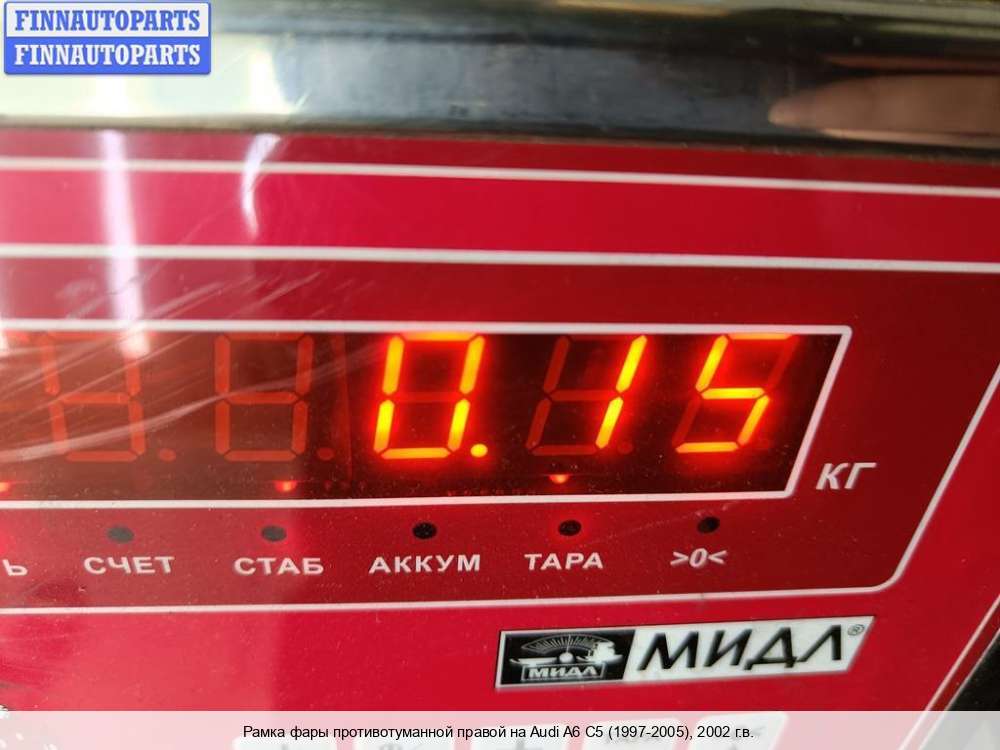 FINNAUTOPARTS
FINNAUTOPARTS
0.15
КГ
Ь СЧЕТ СТАБ АККУМ ТАРА >0<
МИДЛ МИДЛ®
Рамка фары противотуманной правой на Audi A6 C5 (1997-2005), 2002 г.в.